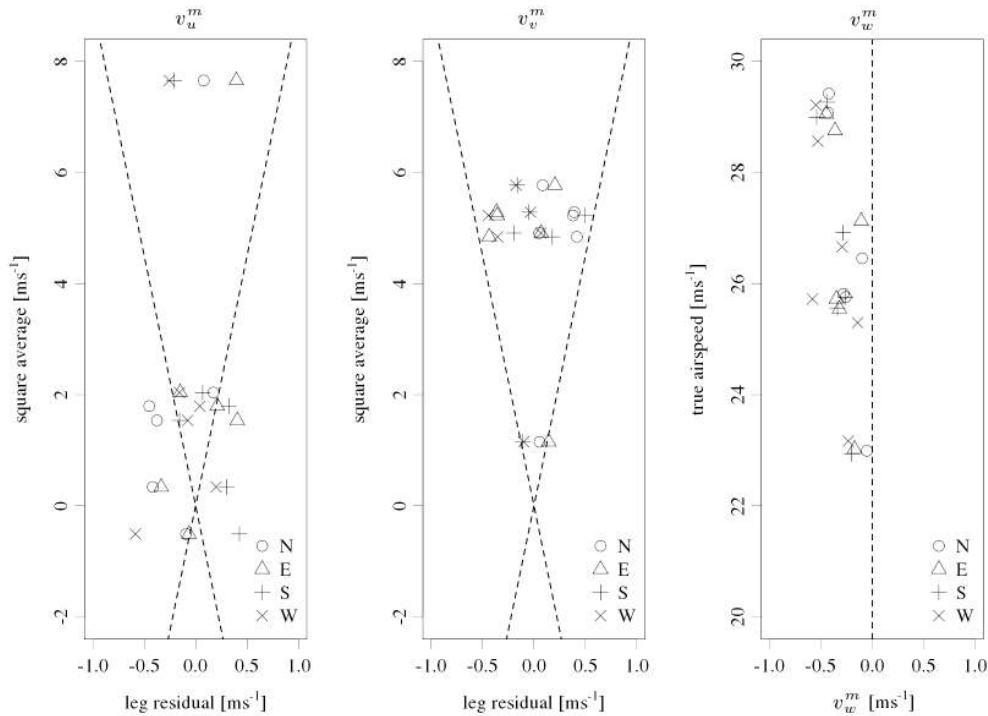 v_u^m
square average [ms⁻¹]
8
6
4
2
0
-2
N
E
S
W
-1.0 -0.5 0.0 0.5 1.0
leg residual [ms⁻¹]
v_v^m
square average [ms⁻¹]
8
6
4
2
0
-2
N
E
S
W
-1.0 -0.5 0.0 0.5 1.0
leg residual [ms⁻¹]
v_w^m
true airspeed [ms⁻¹]
30
28
26
24
22
20
N
E
S
W
-1.0 -0.5 0.0 0.5 1.0
v_w^m [ms⁻¹]